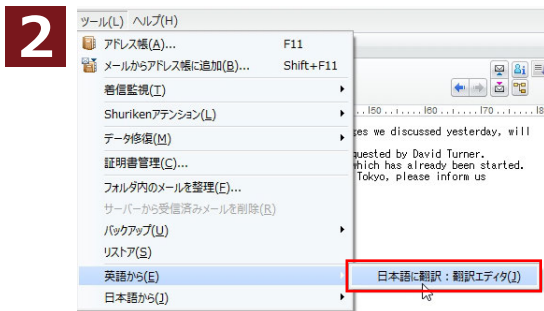 2
ツール(L) ヘルプ(H)
アドレス帳(A)... F11
メールからアドレス帳に追加(B)... Shift+F11
着信監視(T)
Shurikenアテンション(L)
データ修復(M)
証明書管理(C)...
フォルダ内のメールを整理(F)...
サーバーから受信済みメールを削除(R)
バックアップ(U)
リストア(S)
英語から(E)
日本語に翻訳：翻訳エディタ(J)
日本語から(J)
150 160 170
es we discussed yesterday, will
quested by David Turner.
which has already been started.
Tokyo, please inform us